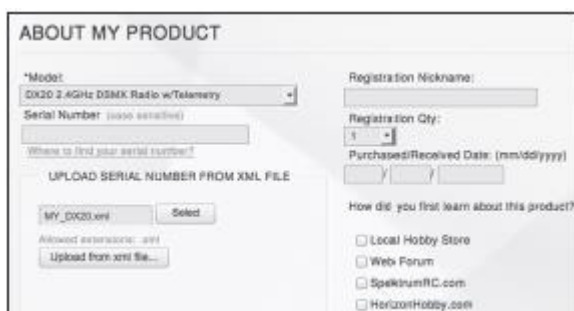 ABOUT MY PRODUCT
*Model:
DX20 2.4GHz DSMX Radio w/Telemetry
Serial Number (case sensitive)
Where to find your serial number?
UPLOAD SERIAL NUMBER FROM XML FILE
MY_DX20.xml
Select
Allowed extensions: .xml
Upload from xml file...
Registration Nickname:
Registration Qty:
1
Purchased/Received Date: (mm/dd/yyyy)
/ /
How did you first learn about this product?
Local Hobby Store
Web Forum
SpektrumRC.com
HorizonHobby.com